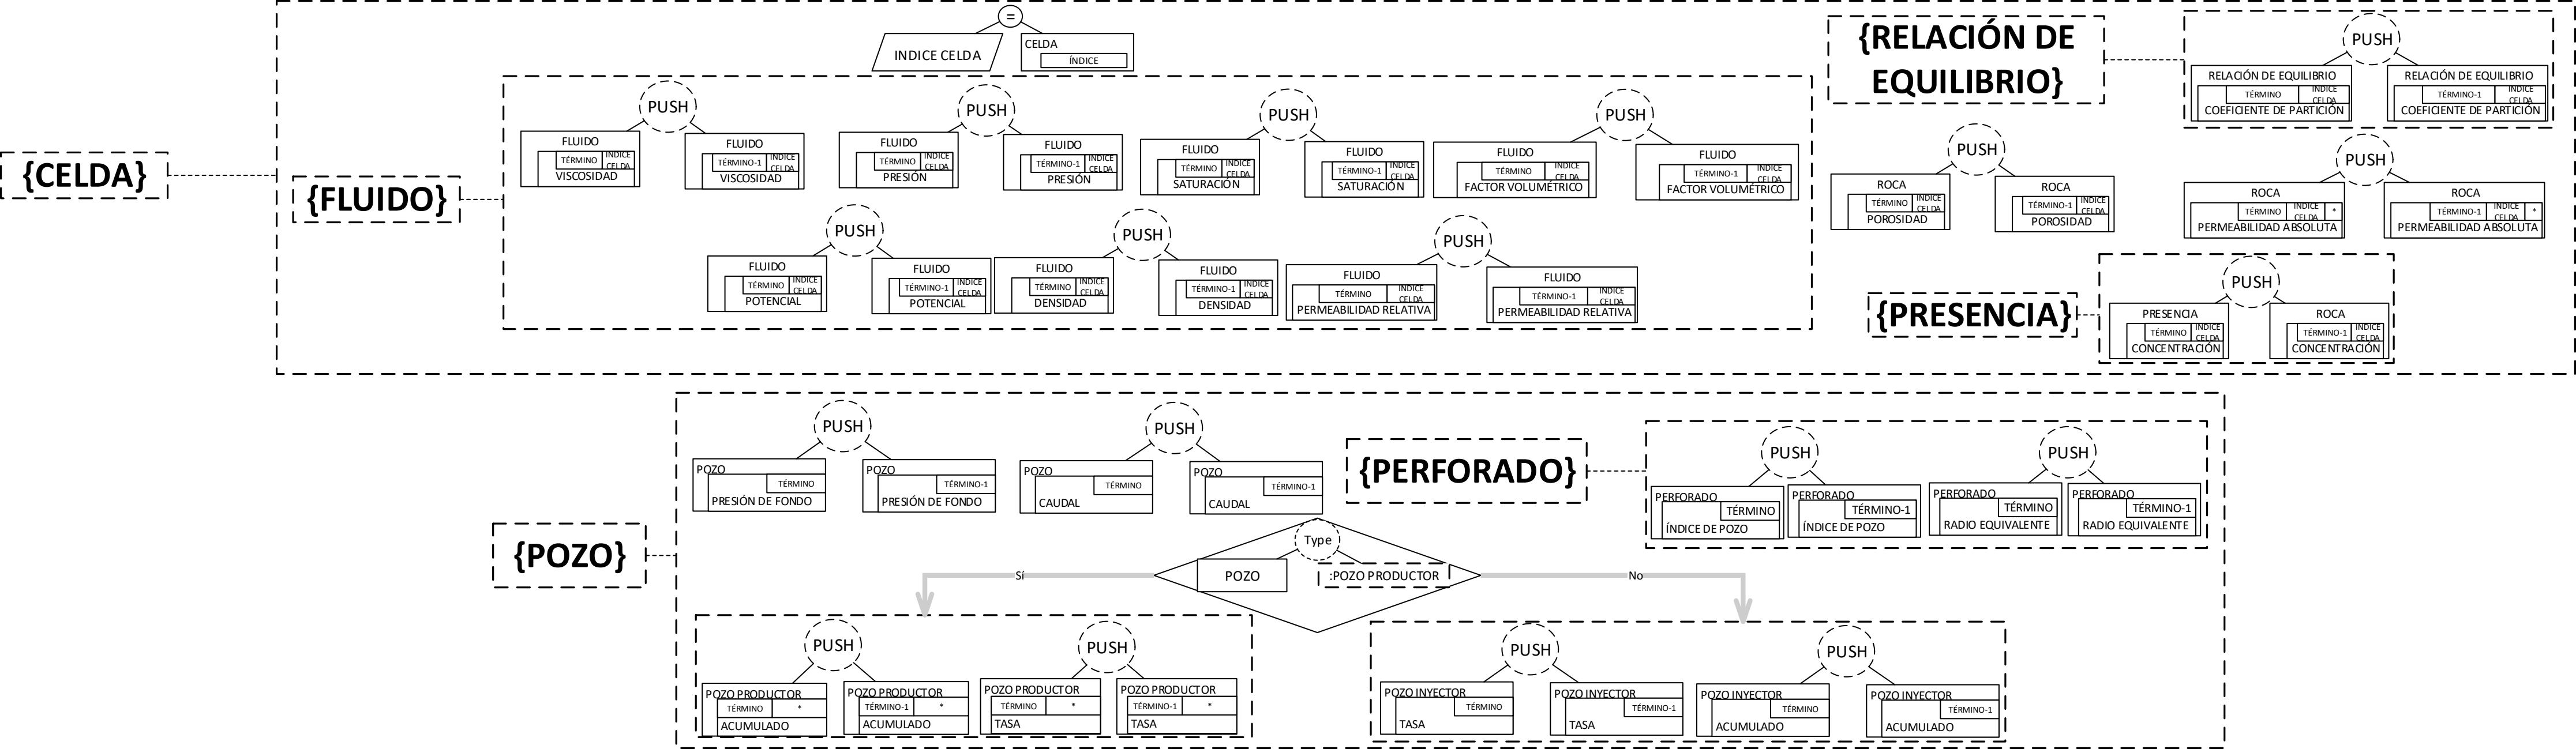 =
INDICE CELDA
CELDA
ÍNDICE
{CELDA}
{FLUIDO}
PUSH
FLUIDO
TÉRMINO
INDICE CELDA
VISCOSIDAD
FLUIDO
TÉRMINO-1
INDICE CELDA
VISCOSIDAD
PUSH
FLUIDO
TÉRMINO
INDICE CELDA
PRESIÓN
FLUIDO
TÉRMINO-1
INDICE CELDA
PRESIÓN
PUSH
FLUIDO
TÉRMINO
INDICE CELDA
SATURACIÓN
FLUIDO
TÉRMINO-1
INDICE CELDA
SATURACIÓN
PUSH
FLUIDO
TÉRMINO
INDICE CELDA
FACTOR VOLUMÉTRICO
FLUIDO
TÉRMINO-1
INDICE CELDA
FACTOR VOLUMÉTRICO
PUSH
FLUIDO
TÉRMINO
INDICE CELDA
POTENCIAL
FLUIDO
TÉRMINO-1
INDICE CELDA
POTENCIAL
PUSH
FLUIDO
TÉRMINO
INDICE CELDA
DENSIDAD
FLUIDO
TÉRMINO-1
INDICE CELDA
DENSIDAD
PUSH
FLUIDO
TÉRMINO
INDICE CELDA
PERMEABILIDAD RELATIVA
FLUIDO
TÉRMINO-1
INDICE CELDA
PERMEABILIDAD RELATIVA
{RELACIÓN DE
EQUILIBRIO}
PUSH
RELACIÓN DE EQUILIBRIO
TÉRMINO
INDICE CELDA
COEFICIENTE DE PARTICIÓN
RELACIÓN DE EQUILIBRIO
TÉRMINO-1
INDICE CELDA
COEFICIENTE DE PARTICIÓN
PUSH
ROCA
TÉRMINO
INDICE CELDA
POROSIDAD
ROCA
TÉRMINO-1
INDICE CELDA
POROSIDAD
PUSH
ROCA
TÉRMINO
INDICE CELDA
*
PERMEABILIDAD ABSOLUTA
ROCA
TÉRMINO-1
INDICE CELDA
*
PERMEABILIDAD ABSOLUTA
{PRESENCIA}
PUSH
PRESENCIA
TÉRMINO
INDICE CELDA
CONCENTRACIÓN
ROCA
TÉRMINO-1
INDICE CELDA
CONCENTRACIÓN
{POZO}
PUSH
POZO
TÉRMINO
PRESIÓN DE FONDO
POZO
TÉRMINO-1
PRESIÓN DE FONDO
PUSH
POZO
TÉRMINO
CAUDAL
POZO
TÉRMINO-1
CAUDAL
{PERFORADO}
PUSH
PERFORADO
TÉRMINO
ÍNDICE DE POZO
PERFORADO
TÉRMINO-1
ÍNDICE DE POZO
PUSH
PERFORADO
TÉRMINO
RADIO EQUIVALENTE
PERFORADO
TÉRMINO-1
RADIO EQUIVALENTE
Type
POZO
:POZO PRODUCTOR
Sí
No
PUSH
POZO PRODUCTOR
TÉRMINO
*
ACUMULADO
POZO PRODUCTOR
TÉRMINO-1
*
ACUMULADO
PUSH
POZO PRODUCTOR
TÉRMINO
*
TASA
POZO PRODUCTOR
TÉRMINO-1
*
TASA
PUSH
POZO INYECTOR
TÉRMINO
TASA
POZO INYECTOR
TÉRMINO-1
TASA
PUSH
POZO INYECTOR
TÉRMINO
ACUMULADO
POZO INYECTOR
TÉRMINO-1
ACUMULADO